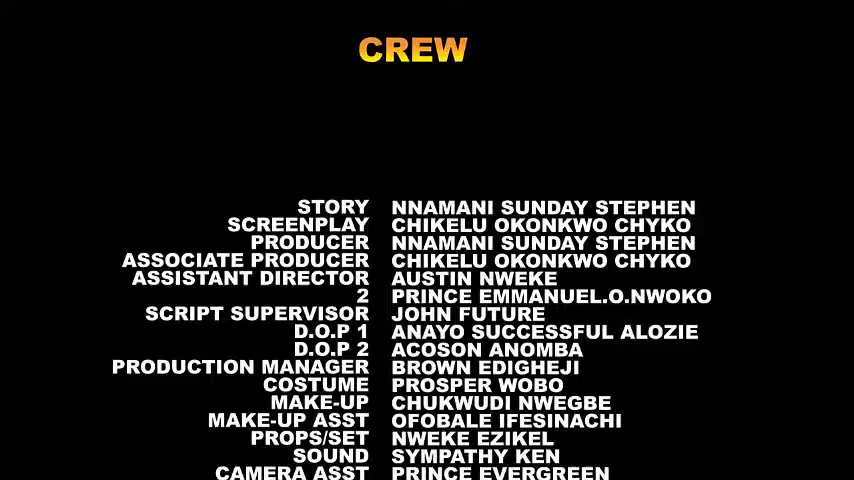 CREW
STORY NNAMANI SUNDAY STEPHEN
SCREENPLAY CHIKELU OKONKWO CHYKO
PRODUCER NNAMANI SUNDAY STEPHEN
ASSOCIATE PRODUCER CHIKELU OKONKWO CHYKO
ASSISTANT DIRECTOR AUSTIN NWEKE
2 PRINCE EMMANUEL.O.NWOKO
SCRIPT SUPERVISOR JOHN FUTURE
D.O.P 1 ANAYO SUCCESSFUL ALOZIE
D.O.P 2 ACOSON ANOMBA
PRODUCTION MANAGER BROWN EDIGHEJI
COSTUME PROSPER WOBO
MAKE-UP CHUKWUDI NWEGBE
MAKE-UP ASST OFOBALE IFESINACHI
PROPS/SET NWEKE EZIKEL
SOUND SYMPATHY KEN
CAMERA ASST PRINCE EVERGREEN